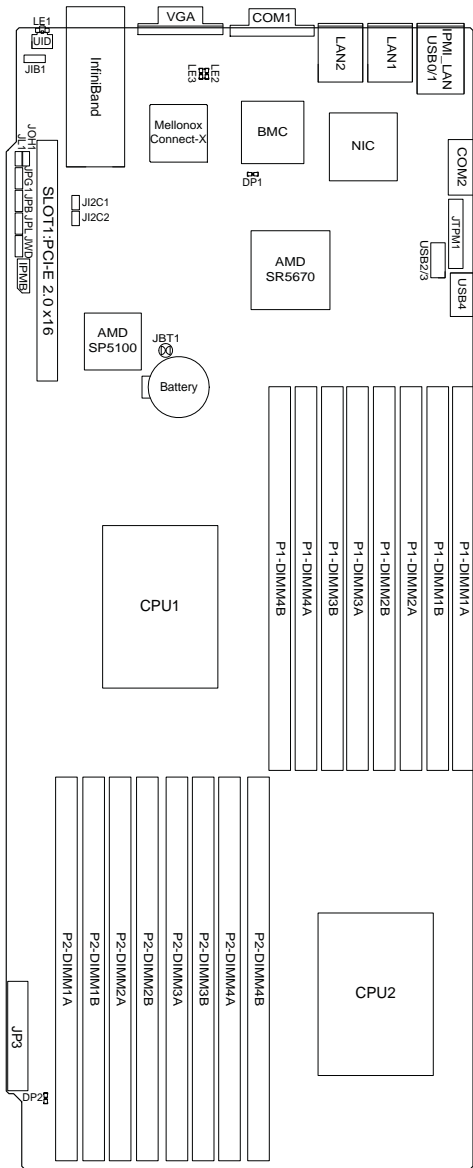 LE1
UID
JIB1
InfiniBand
VGA
COM1
LAN2
LAN1
IPMI_LAN
USB0/1
LE3
LE2
Mellonox
Connect-X
BMC
NIC
DP1
COM2
JTPM1
USB2/3
USB4
JOH1
JL1
JPG1
JPB
JPL
JWD
IPMB
SLOT1:PCI-E 2.0 x16
JI2C1
JI2C2
AMD
SR5670
AMD
SP5100
JBT1
Battery
CPU1
P1-DIMM4B
P1-DIMM4A
P1-DIMM3B
P1-DIMM3A
P1-DIMM2B
P1-DIMM2A
P1-DIMM1B
P1-DIMM1A
P2-DIMM1A
P2-DIMM1B
P2-DIMM2A
P2-DIMM2B
P2-DIMM3A
P2-DIMM3B
P2-DIMM4A
P2-DIMM4B
CPU2
JP3
DP2